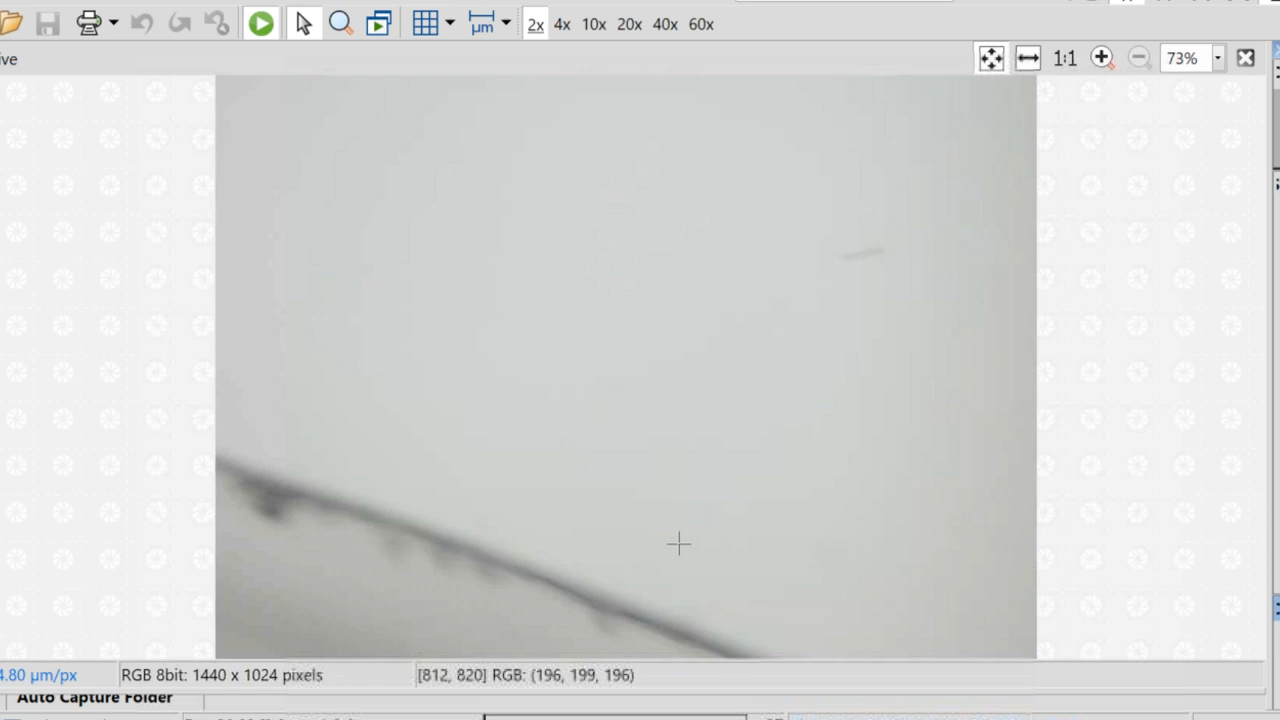 µm 2x 4x 10x 20x 40x 60x
ive 1:1 73%
4.80 µm/px RGB 8bit: 1440 x 1024 pixels [812, 820] RGB: (196, 199, 196)
Auto Capture Folder